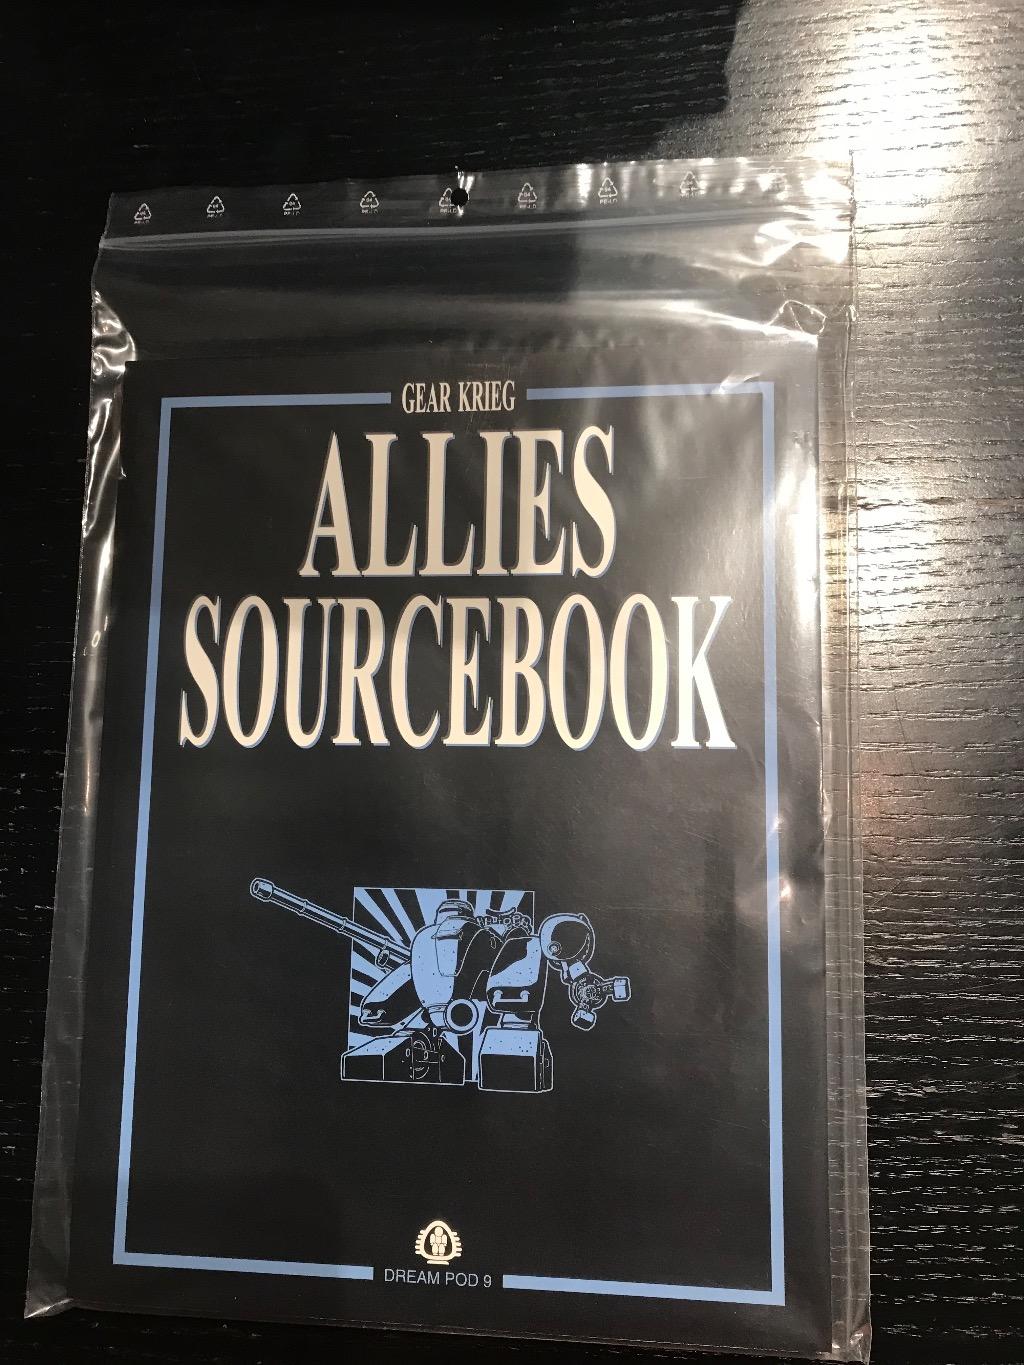 GEAR KRIEG
ALLIES
SOURCEBOOK
DREAM POD 9